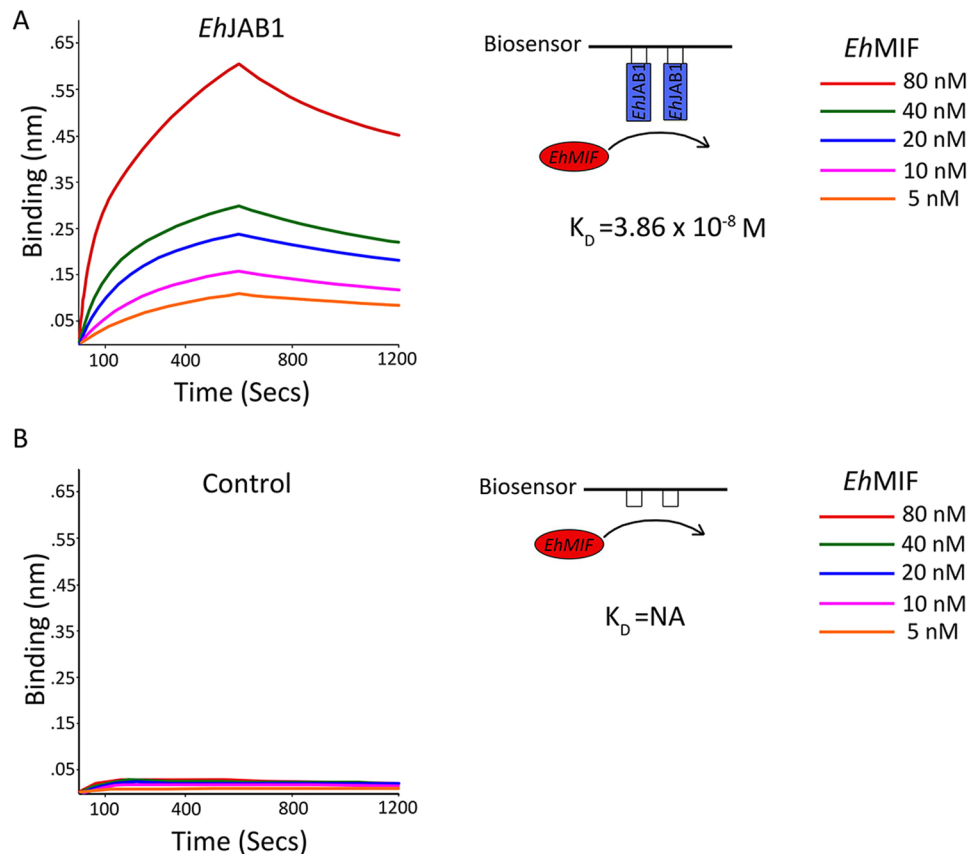 A
EhJAB1
Binding (nm)
.65
.55
.45
.35
.25
.15
.05
100 400 800 1200
Time (Secs)
Biosensor
EhJAB1
EhJAB1
EhMIF
K_D =3.86 x 10^-8 M
EhMIF
80 nM
40 nM
20 nM
10 nM
5 nM
B
Control
Binding (nm)
.65
.55
.45
.35
.25
.15
.05
100 400 800 1200
Time (Secs)
Biosensor
EhMIF
K_D =NA
EhMIF
80 nM
40 nM
20 nM
10 nM
5 nM